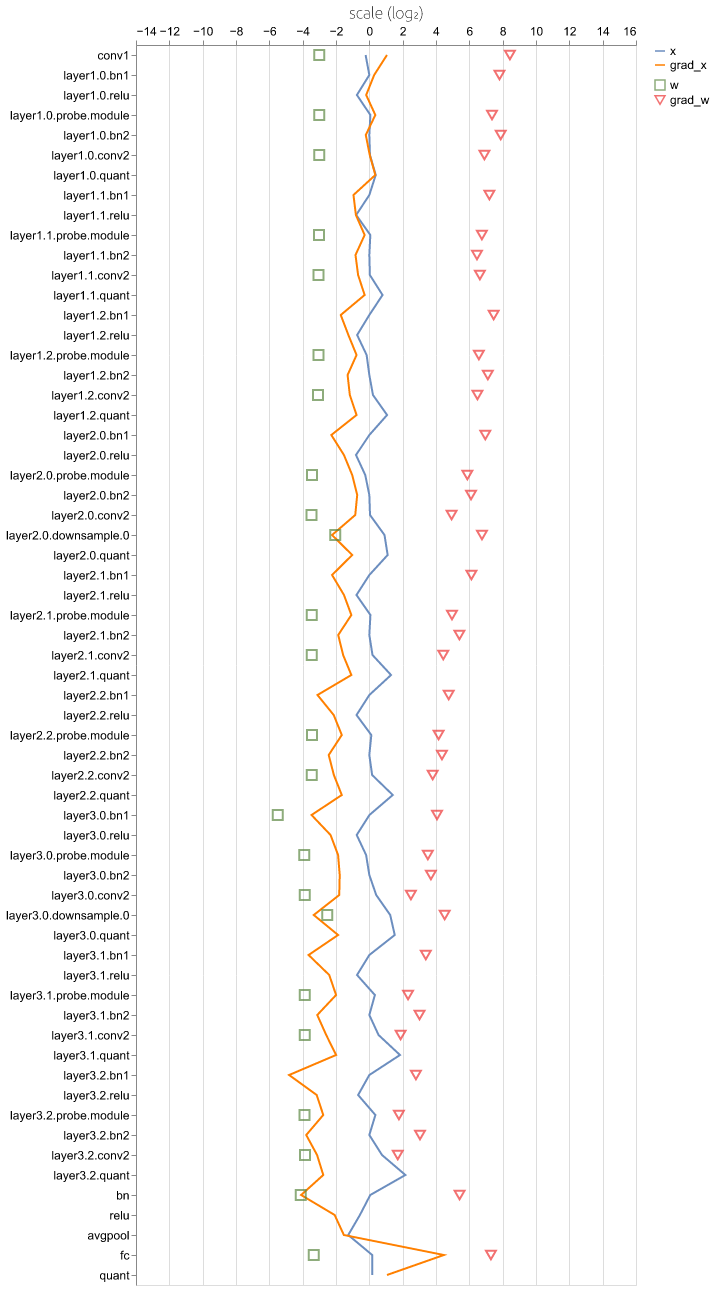 scale (log₂)
−14 −12 −10 −8 −6 −4 −2 0 2 4 6 8 10 12 14 16
x
grad_x
w
grad_w
conv1
layer1.0.bn1
layer1.0.relu
layer1.0.probe.module
layer1.0.bn2
layer1.0.conv2
layer1.0.quant
layer1.1.bn1
layer1.1.relu
layer1.1.probe.module
layer1.1.bn2
layer1.1.conv2
layer1.1.quant
layer1.2.bn1
layer1.2.relu
layer1.2.probe.module
layer1.2.bn2
layer1.2.conv2
layer1.2.quant
layer2.0.bn1
layer2.0.relu
layer2.0.probe.module
layer2.0.bn2
layer2.0.conv2
layer2.0.downsample.0
layer2.0.quant
layer2.1.bn1
layer2.1.relu
layer2.1.probe.module
layer2.1.bn2
layer2.1.conv2
layer2.1.quant
layer2.2.bn1
layer2.2.relu
layer2.2.probe.module
layer2.2.bn2
layer2.2.conv2
layer2.2.quant
layer3.0.bn1
layer3.0.relu
layer3.0.probe.module
layer3.0.bn2
layer3.0.conv2
layer3.0.downsample.0
layer3.0.quant
layer3.1.bn1
layer3.1.relu
layer3.1.probe.module
layer3.1.bn2
layer3.1.conv2
layer3.1.quant
layer3.2.bn1
layer3.2.relu
layer3.2.probe.module
layer3.2.bn2
layer3.2.conv2
layer3.2.quant
bn
relu
avgpool
fc
quant